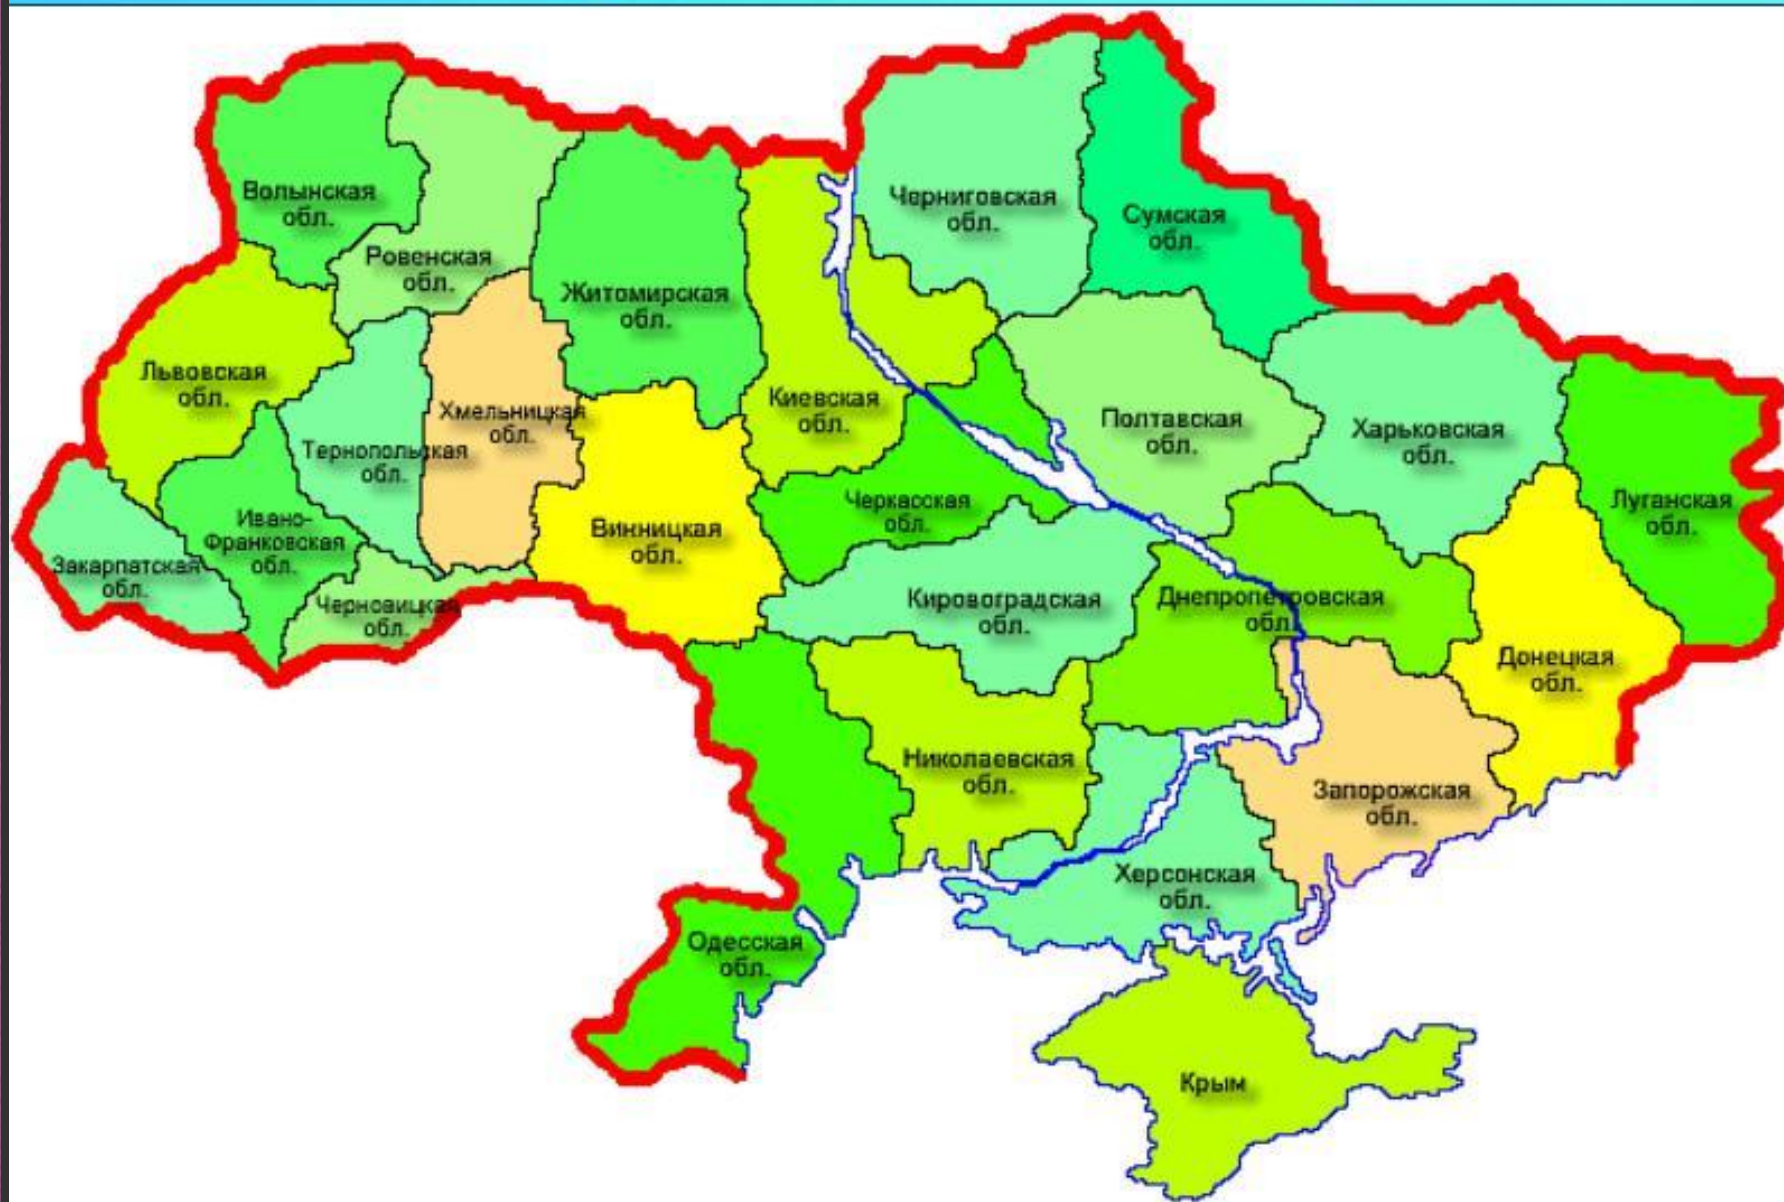 Волынская
обл.
Ровенская
обл.
Житомирская
обл.
Черниговская
обл.
Сумская
обл.
Львовская
обл.
Тернопольская
обл.
Хмельницкая
обл.
Киевская
обл.
Полтавская
обл.
Харьковская
обл.
Луганская
обл.
Закарпатская
обл.
Ивано-
Франковская
обл.
Черновицкая
обл.
Винницкая
обл.
Черкасская
обл.
Кировоградская
обл.
Днепропетровская
обл.
Донецкая
обл.
Николаевская
обл.
Запорожская
обл.
Одесская
обл.
Херсонская
обл.
Крым